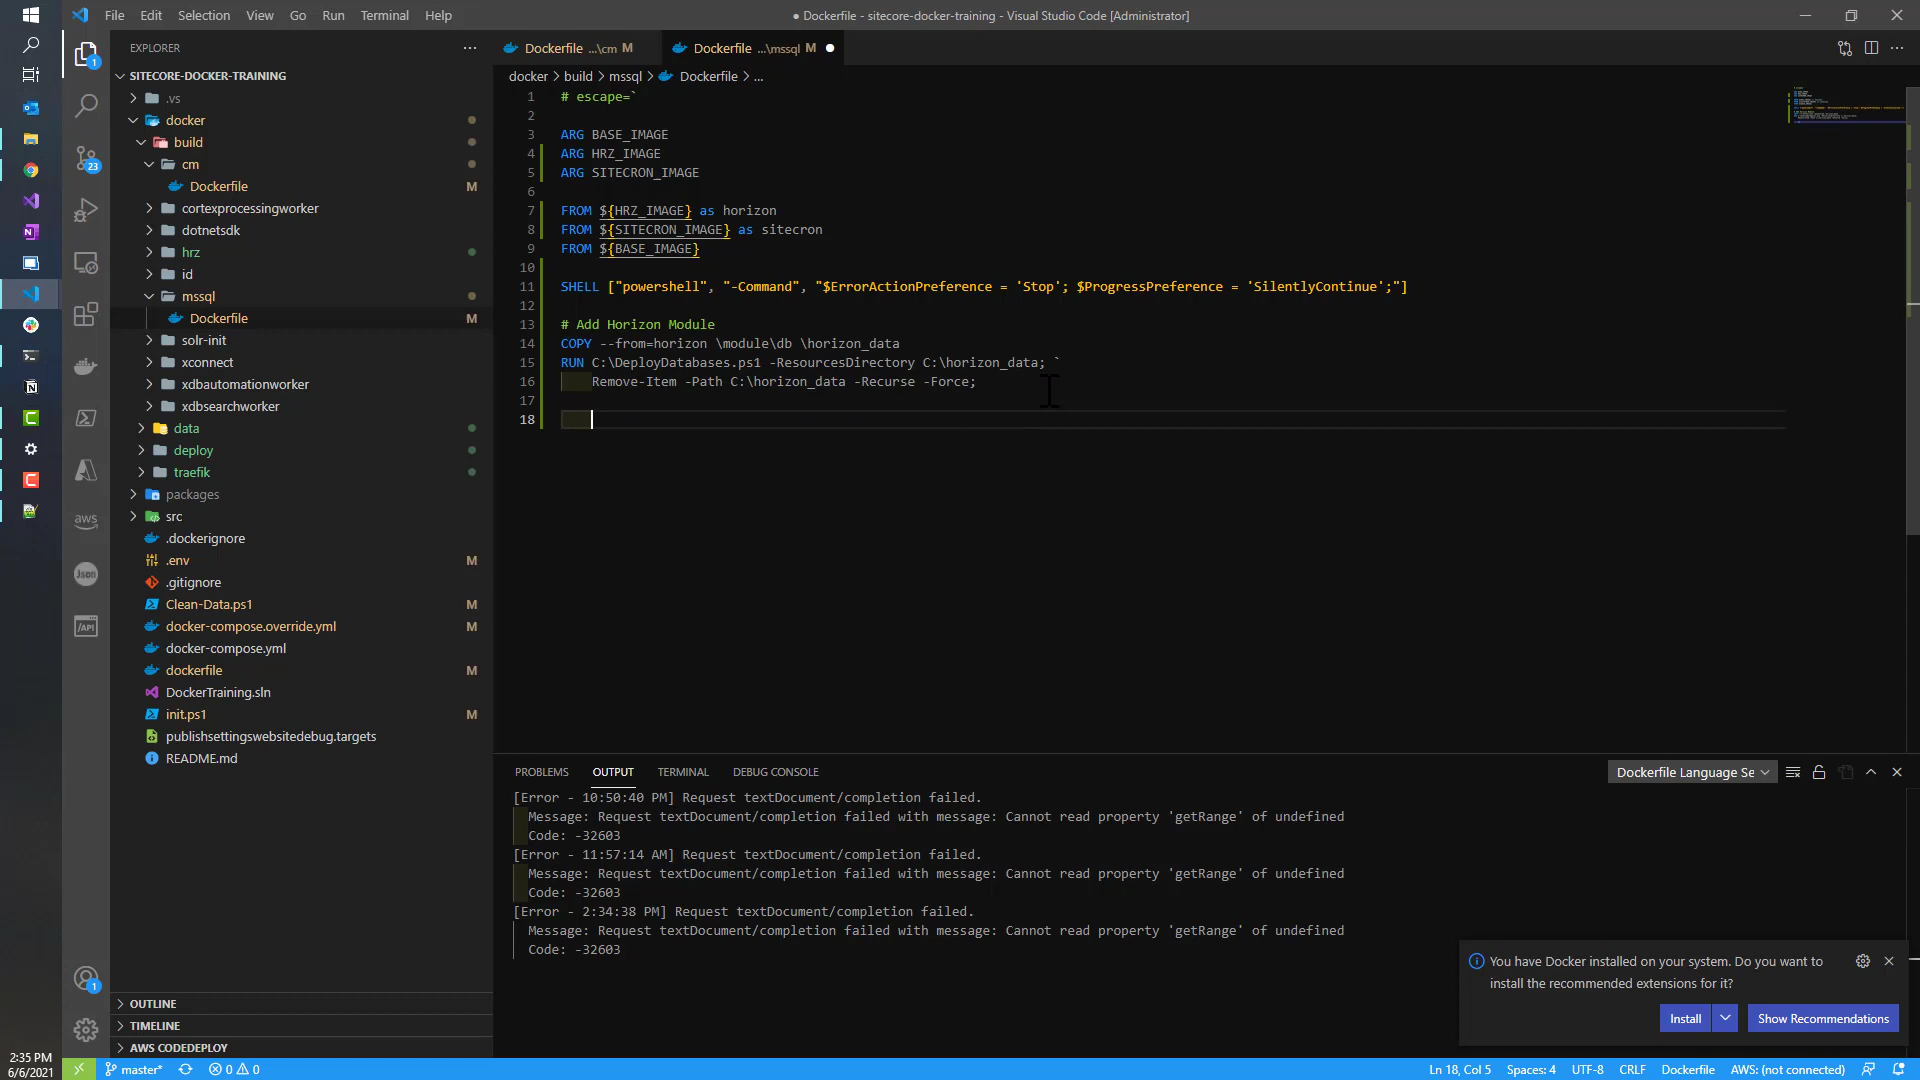 File Edit Selection View Go Run Terminal Help
● Dockerfile - sitecore-docker-training - Visual Studio Code [Administrator]
EXPLORER
SITECORE-DOCKER-TRAINING
.vs
docker
build
cm
Dockerfile M
cortexprocessingworker
dotnetsdk
hrz
id
mssql
Dockerfile M
solr-init
xconnect
xdbautomationworker
xdbsearchworker
data
deploy
traefik
packages
src
.dockerignore
.env M
.gitignore
Clean-Data.ps1 M
docker-compose.override.yml M
docker-compose.yml
dockerfile M
DockerTraining.sln
init.ps1 M
publishsettingswebsitedebug.targets
README.md
OUTLINE
TIMELINE
AWS CODEDEPLOY
1
23
aws
Json
/API
1
2:35 PM
6/6/2021
Dockerfile ...\cm M
Dockerfile ...\mssql M ●
docker > build > mssql > Dockerfile > ...
1 # escape=`
2
3 ARG BASE_IMAGE
4 ARG HRZ_IMAGE
5 ARG SITECRON_IMAGE
6
7 FROM ${HRZ_IMAGE} as horizon
8 FROM ${SITECRON_IMAGE} as sitecron
9 FROM ${BASE_IMAGE}
10
11 SHELL ["powershell", "-Command", "$ErrorActionPreference = 'Stop'; $ProgressPreference = 'SilentlyContinue';"]
12
13 # Add Horizon Module
14 COPY --from=horizon \module\db \horizon_data
15 RUN C:\DeployDatabases.ps1 -ResourcesDirectory C:\horizon_data; `
16 Remove-Item -Path C:\horizon_data -Recurse -Force;
17
18
PROBLEMS OUTPUT TERMINAL DEBUG CONSOLE
Dockerfile Language Se
[Error - 10:50:40 PM] Request textDocument/completion failed.
Message: Request textDocument/completion failed with message: Cannot read property 'getRange' of undefined
Code: -32603
[Error - 11:57:14 AM] Request textDocument/completion failed.
Message: Request textDocument/completion failed with message: Cannot read property 'getRange' of undefined
Code: -32603
[Error - 2:34:38 PM] Request textDocument/completion failed.
Message: Request textDocument/completion failed with message: Cannot read property 'getRange' of undefined
Code: -32603
You have Docker installed on your system. Do you want to
install the recommended extensions for it?
Install
Show Recommendations
master* 0 0
Ln 18, Col 5 Spaces: 4 UTF-8 CRLF Dockerfile AWS: (not connected)